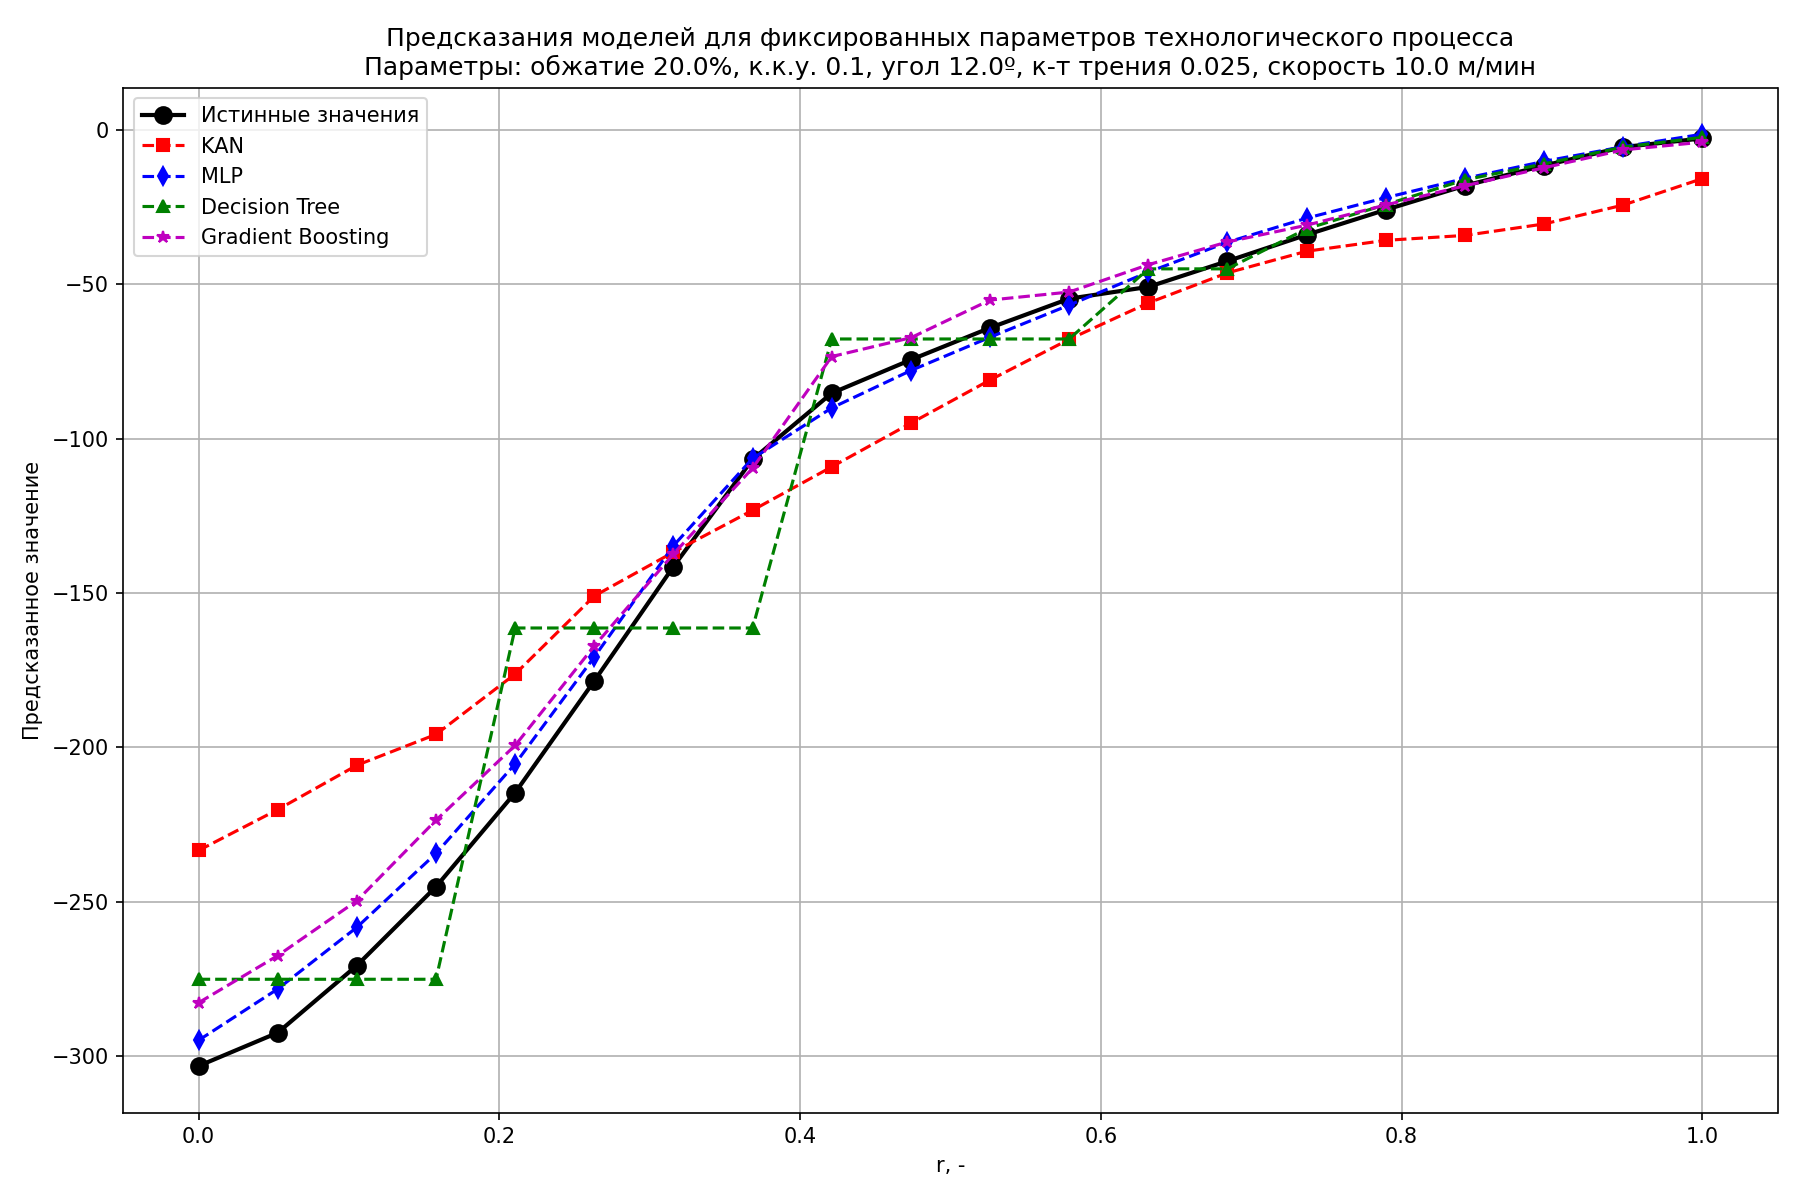 Предсказания моделей для фиксированных параметров технологического процесса
Параметры: обжатие 20.0%, к.к.у. 0.1, угол 12.0º, к-т трения 0.025, скорость 10.0 м/мин
Истинные значения
KAN
MLP
Decision Tree
Gradient Boosting
Предсказанное значение
0
−50
−100
−150
−200
−250
−300
0.0 0.2 0.4 0.6 0.8 1.0
r, -